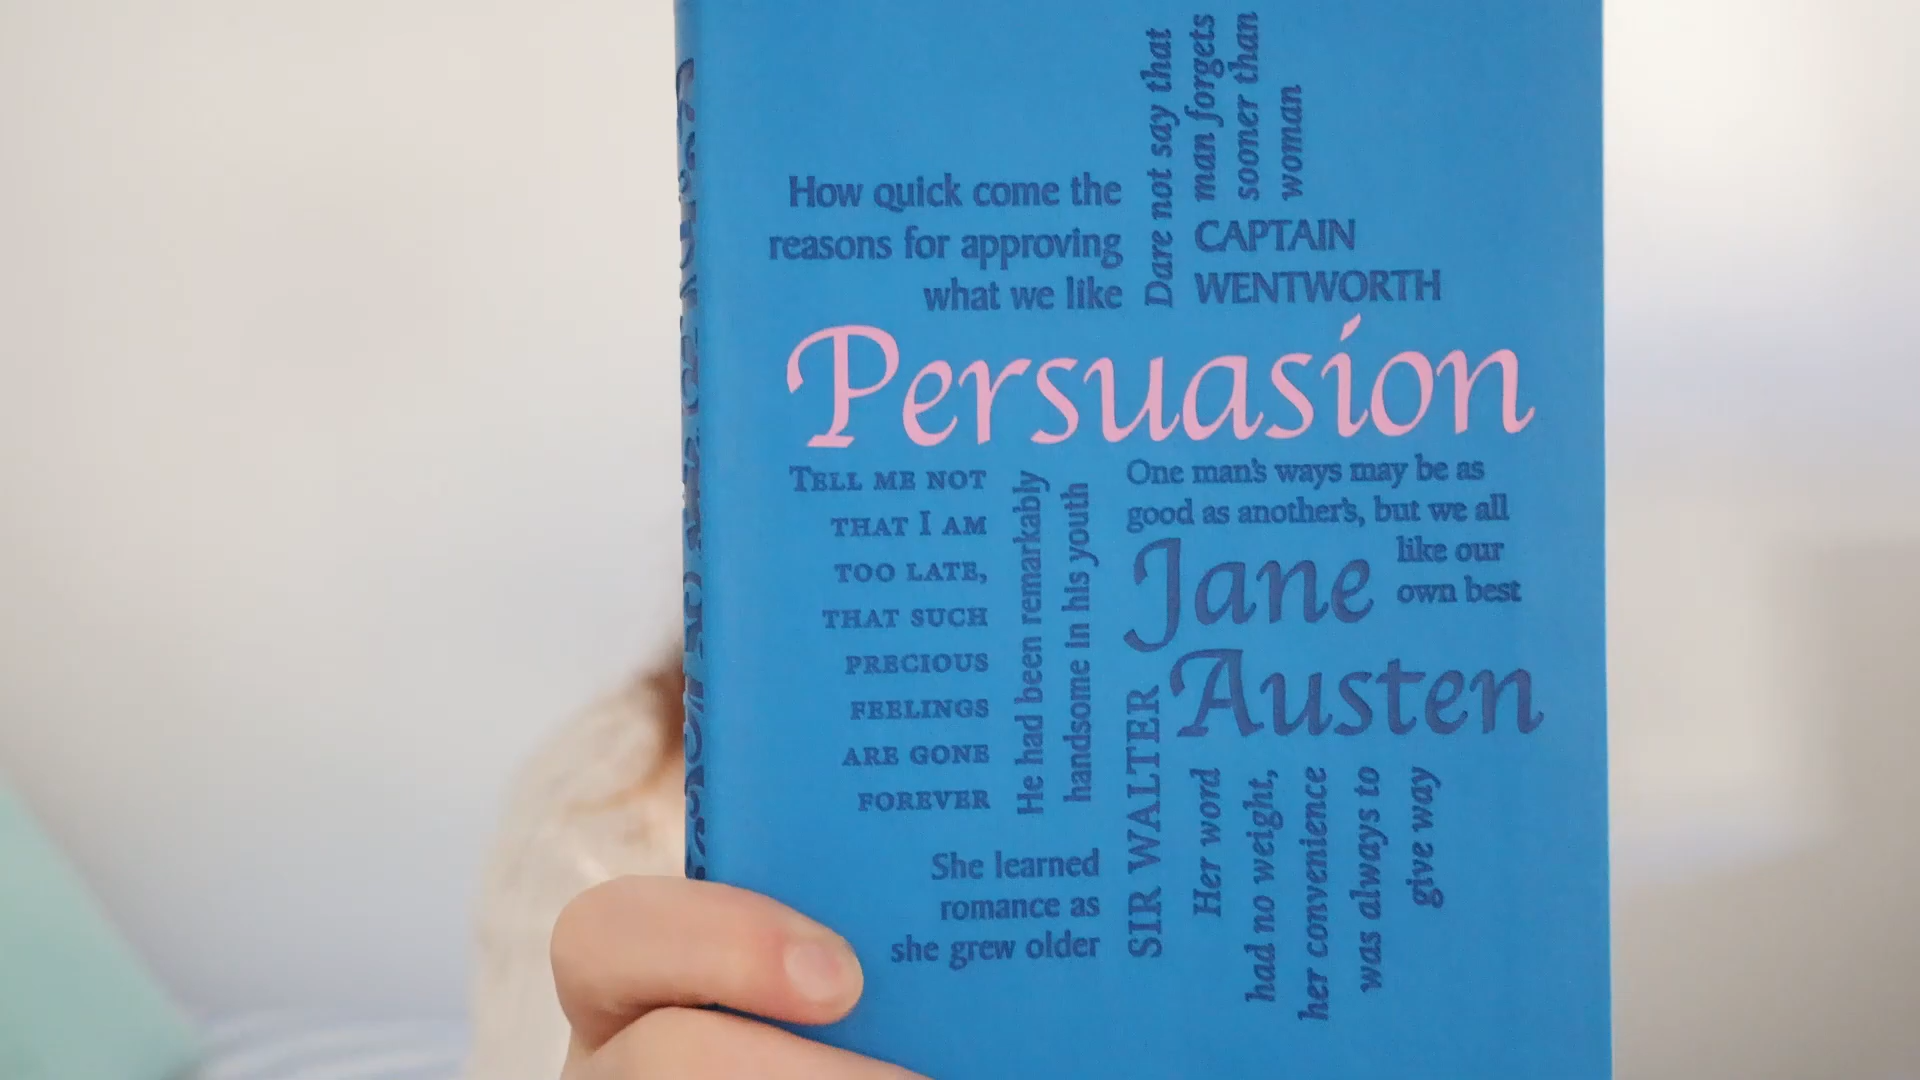 Dare not say that
man forgets
sooner than
woman
How quick come the
reasons for approving
what we like
CAPTAIN
WENTWORTH
Persuasion
TELL ME NOT
THAT I AM
TOO LATE,
THAT SUCH
PRECIOUS
FEELINGS
ARE GONE
FOREVER
He had been remarkably
handsome in his youth
One man's ways may be as
good as another's, but we all
like our
own best
Jane
Austen
SIR WALTER
Her word
had no weight,
her convenience
was always to
give way
She learned
romance as
she grew older